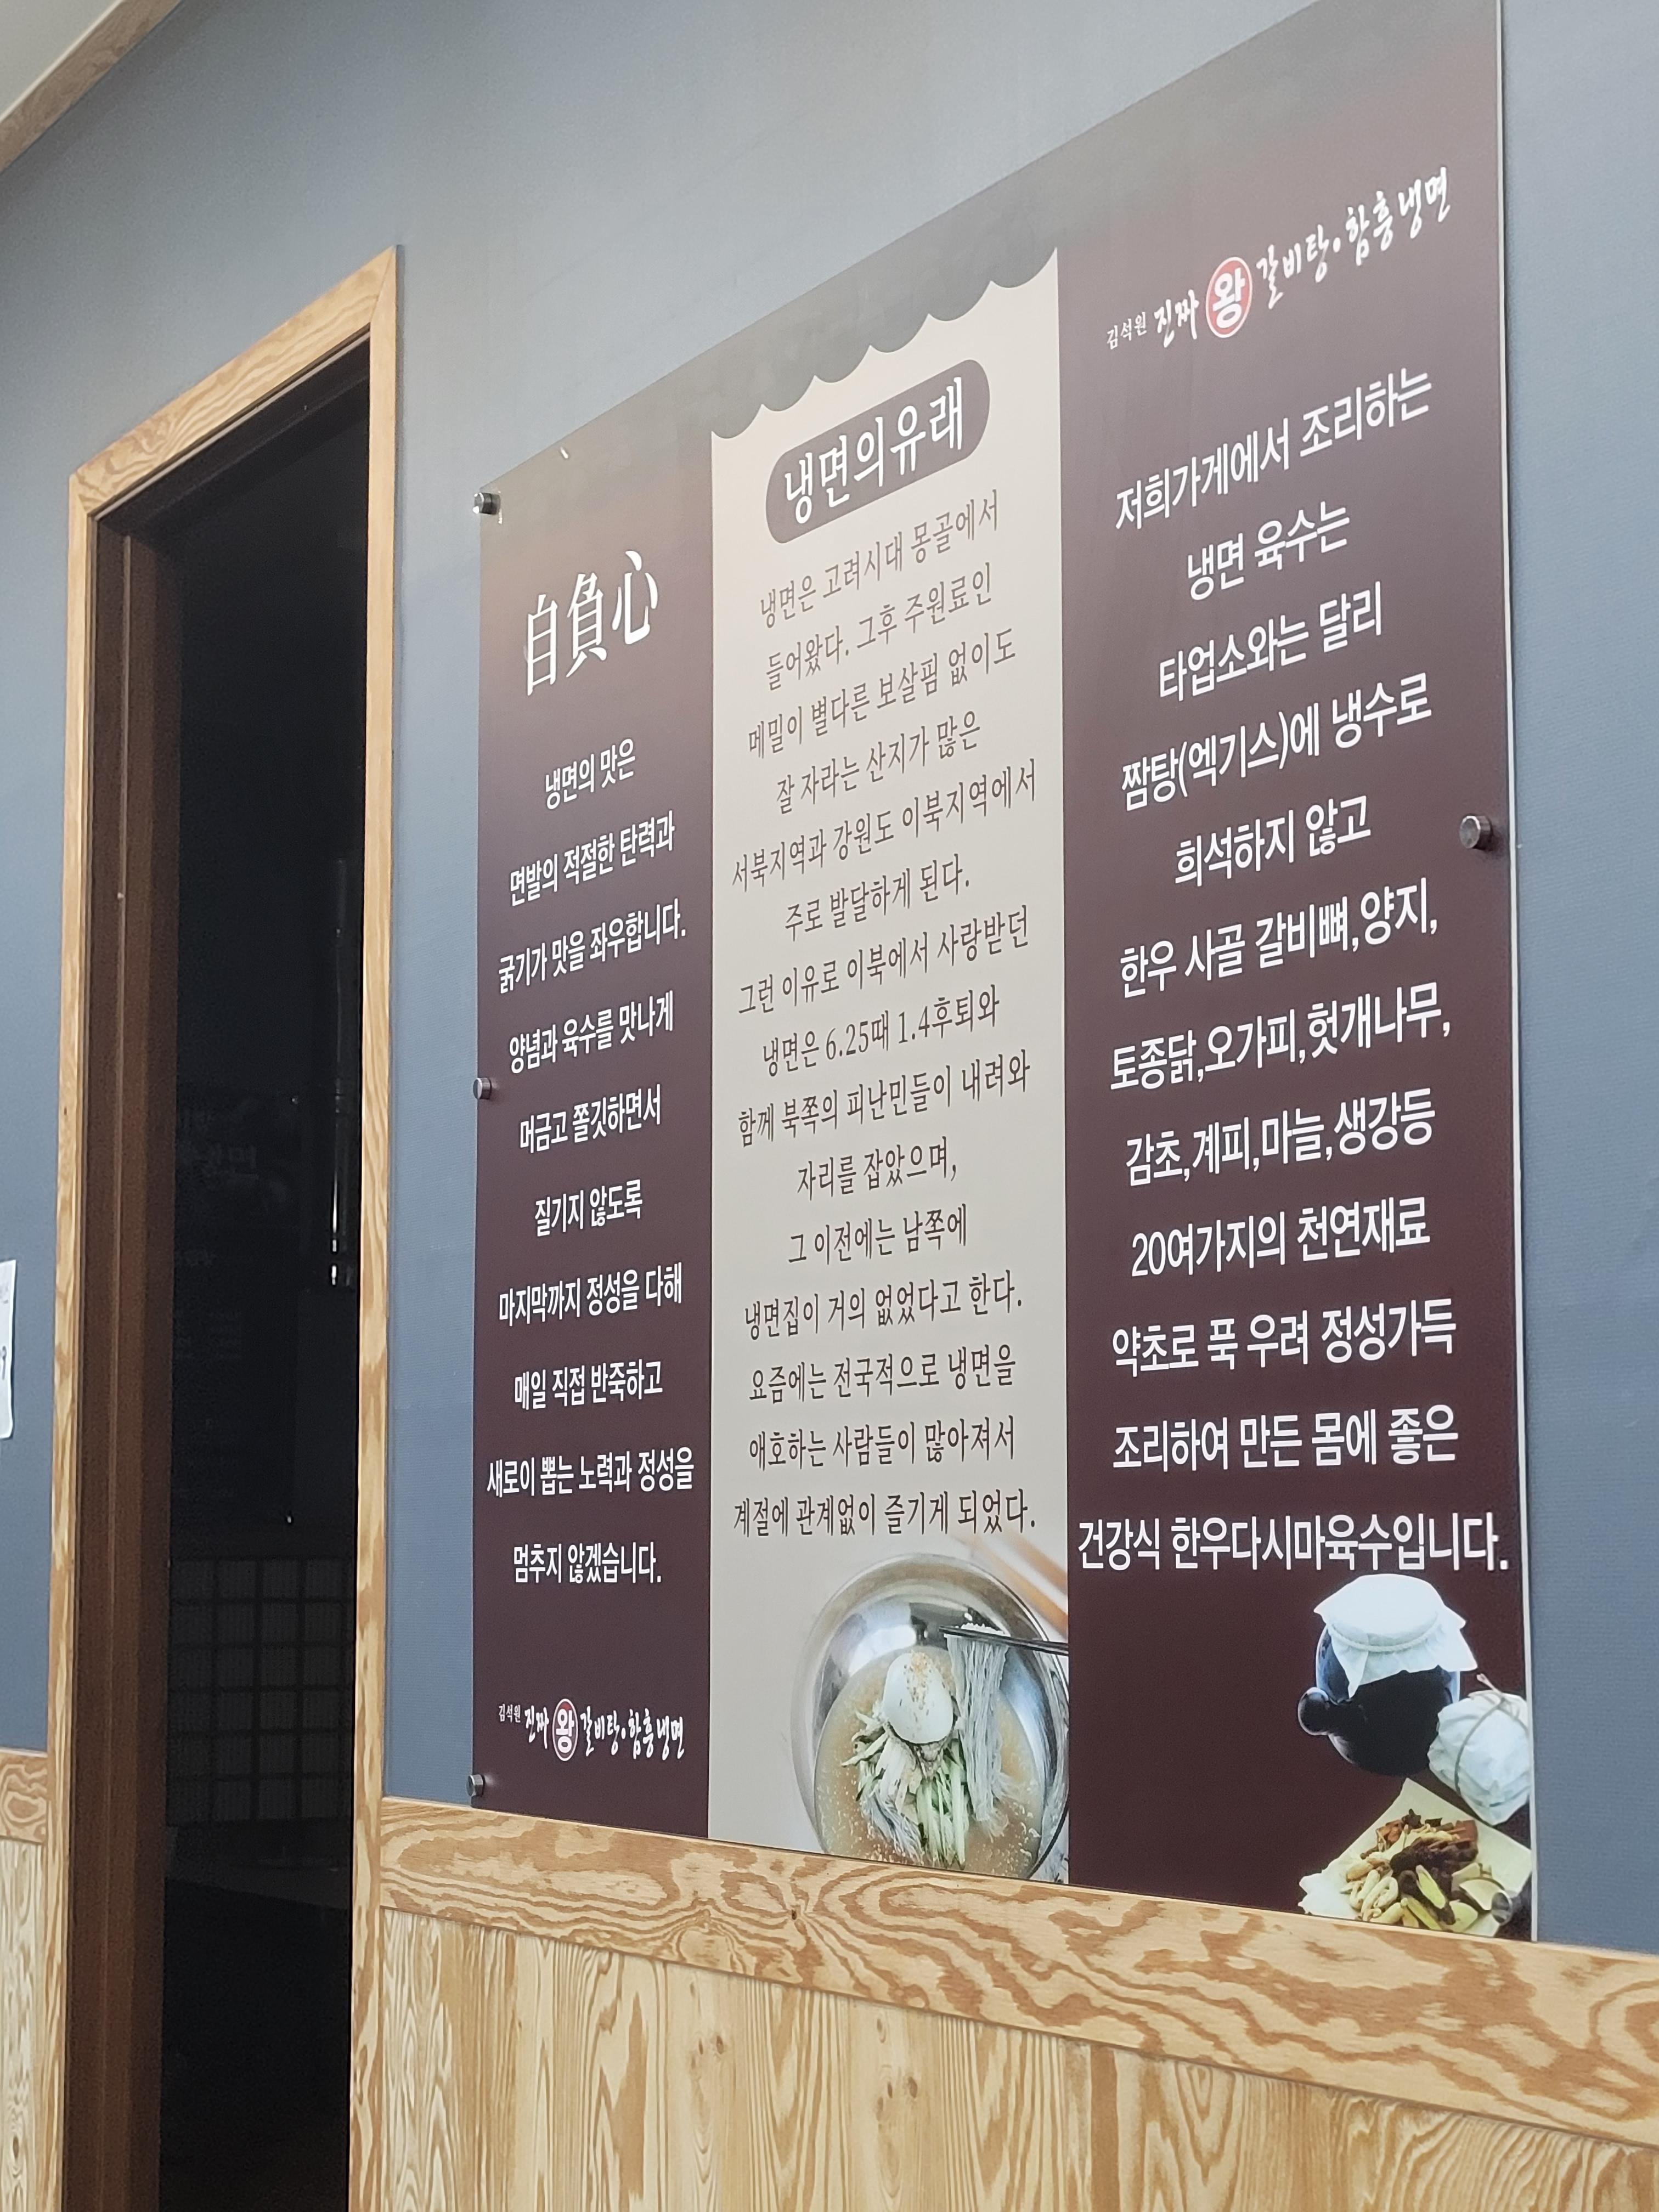 自負心
냉면의 맛은
면발의 적절한 탄력과
굵기가 맛을 좌우합니다.
양념과 육수를 맛나게
머금고 쫄깃하면서
질기지 않도록
마지막까지 정성을 다해
매일 직접 반죽하고
새로이 뽑는 노력과 정성을
멈추지 않겠습니다.
김석원 진짜 왕 갈비탕·함흥냉면
냉면의유래
냉면은 고려시대 몽골에서
들어왔다. 그후 주원료인
메밀이 별다른 보살핌 없이도
잘 자라는 산지가 많은
서북지역과 강원도 이북지역에서
주로 발달하게 된다.
그런 이유로 이북에서 사랑받던
냉면은 6.25때 1.4후퇴와
함께 북쪽의 피난민들이 내려와
자리를 잡았으며,
그 이전에는 남쪽에
냉면집이 거의 없었다고 한다.
요즘에는 전국적으로 냉면을
애호하는 사람들이 많아져서
계절에 관계없이 즐기게 되었다.
김석원 진짜 왕 갈비탕·함흥냉면
저희가게에서 조리하는
냉면 육수는
타업소와는 달리
짬탕(엑기스)에 냉수로
희석하지 않고
한우 사골 갈비뼈,양지,
토종닭,오가피,헛개나무,
감초,계피,마늘,생강등
20여가지의 천연재료
약초로 푹 우려 정성가득
조리하여 만든 몸에 좋은
건강식 한우다시마육수입니다.